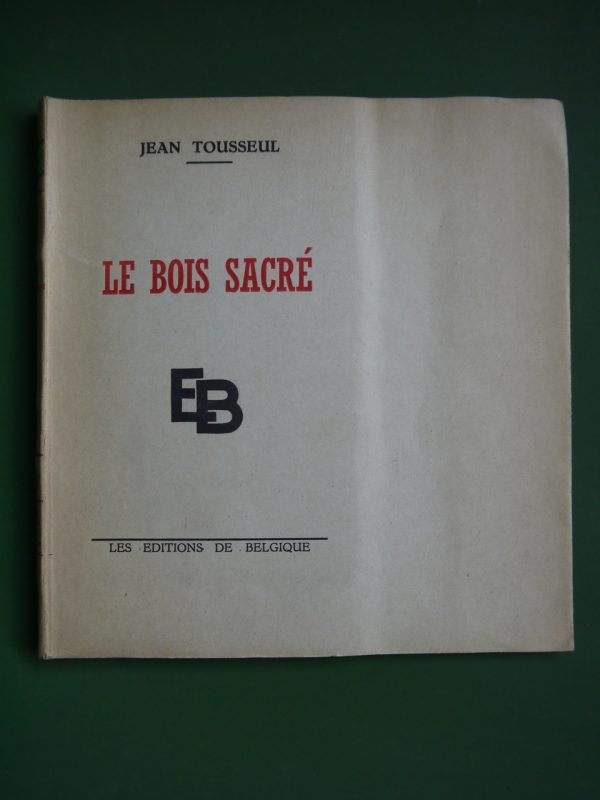 JEAN TOUSSEUL
LE BOIS SACRÉ
EB
LES EDITIONS DE BELGIQUE